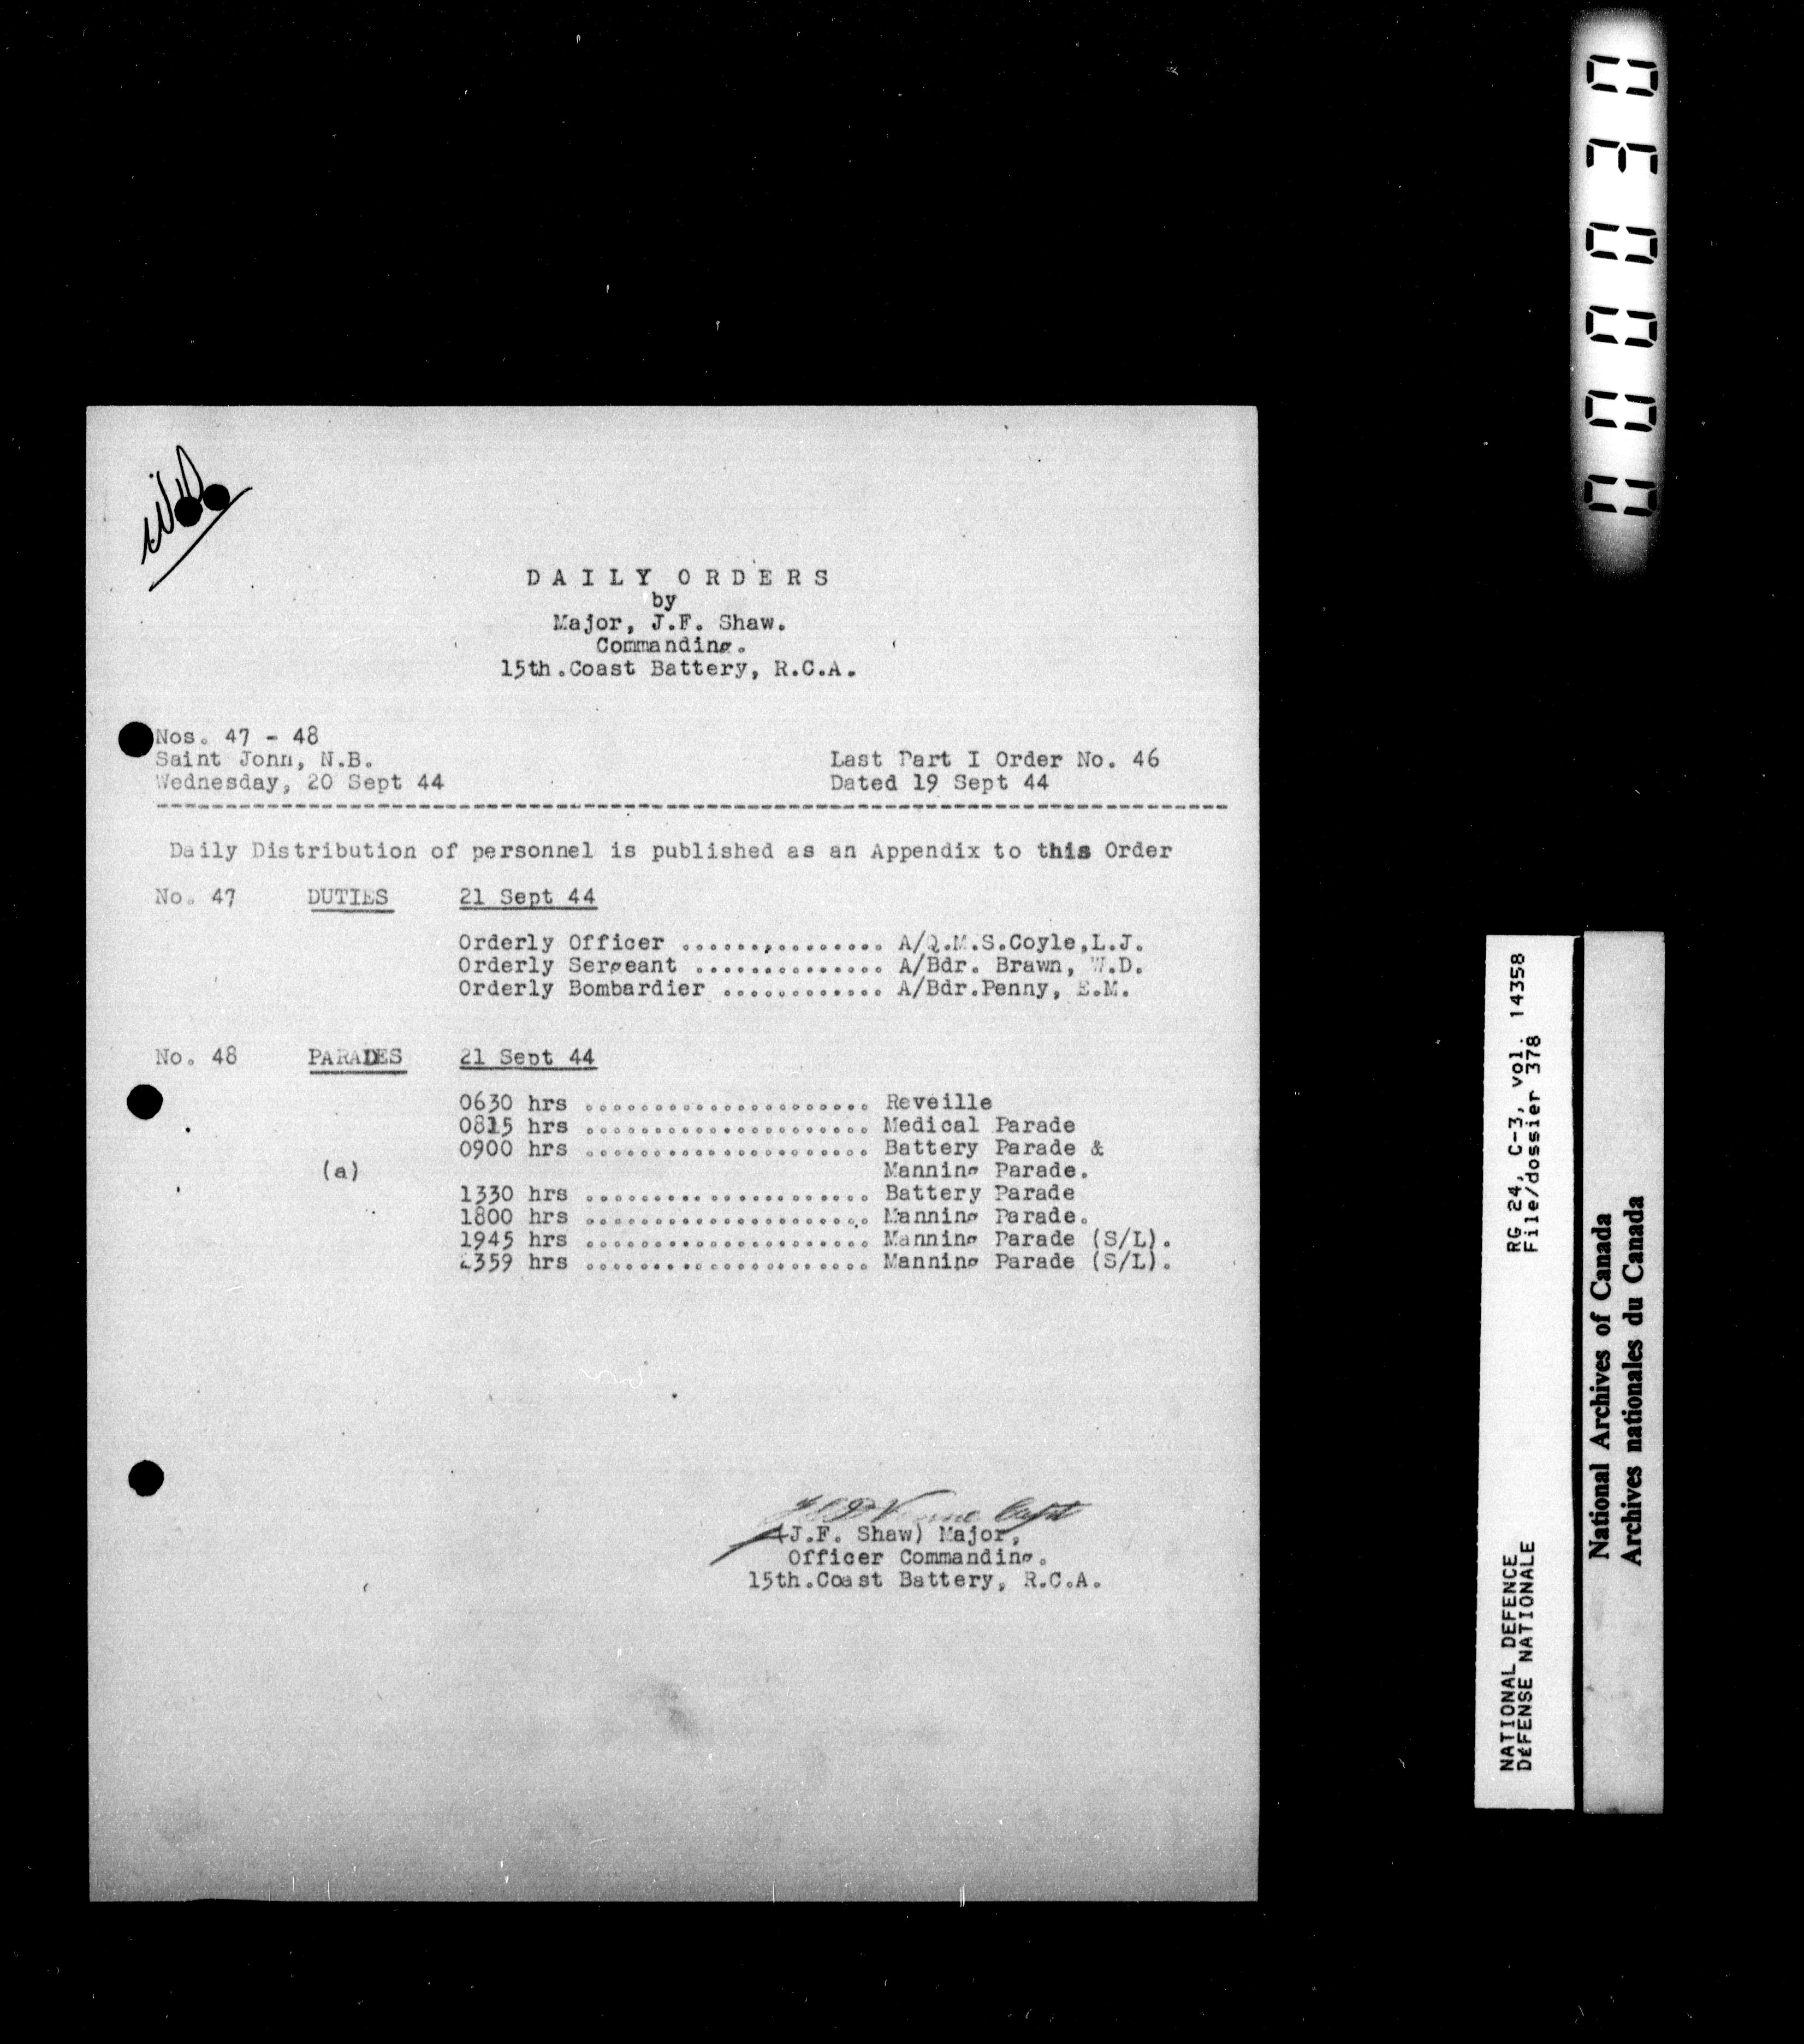 DAILY ORDERS
by
Major, J.F. Shaw.
Commanding.
15th.Coast Battery, R.C.A.
Nos. 47 - 48
Saint John, N.B.
Wednesday, 20 Sept 44
Last Part I Order No. 46
Dated 19 Sept 44
Daily Distribution of personnel is published as an Appendix to this Order
No. 47 DUTIES 21 Sept 44
Orderly Officer ............... A/Q.M.S.Coyle,L.J.
Orderly Sergeant .............. A/Bdr. Brawn, W.D.
Orderly Bombardier ............ A/Bdr.Penny, E.M.
No. 48 PARADES 21 Sept 44
0630 hrs ..................... Reveille
0815 hrs ..................... Medical Parade
0900 hrs ..................... Battery Parade &
(a) Manning Parade.
1330 hrs ..................... Battery Parade
1800 hrs ..................... Manning Parade.
1945 hrs ..................... Manning Parade (S/L).
2359 hrs ..................... Manning Parade (S/L).
Capt
(J.F. Shaw) Major,
Officer Commanding.
15th.Coast Battery, R.C.A.
000030
NATIONAL DEFENCE RG 24, C-3, vol. 14358
DÉFENSE NATIONALE File/dossier 378
National Archives of Canada
Archives nationales du Canada